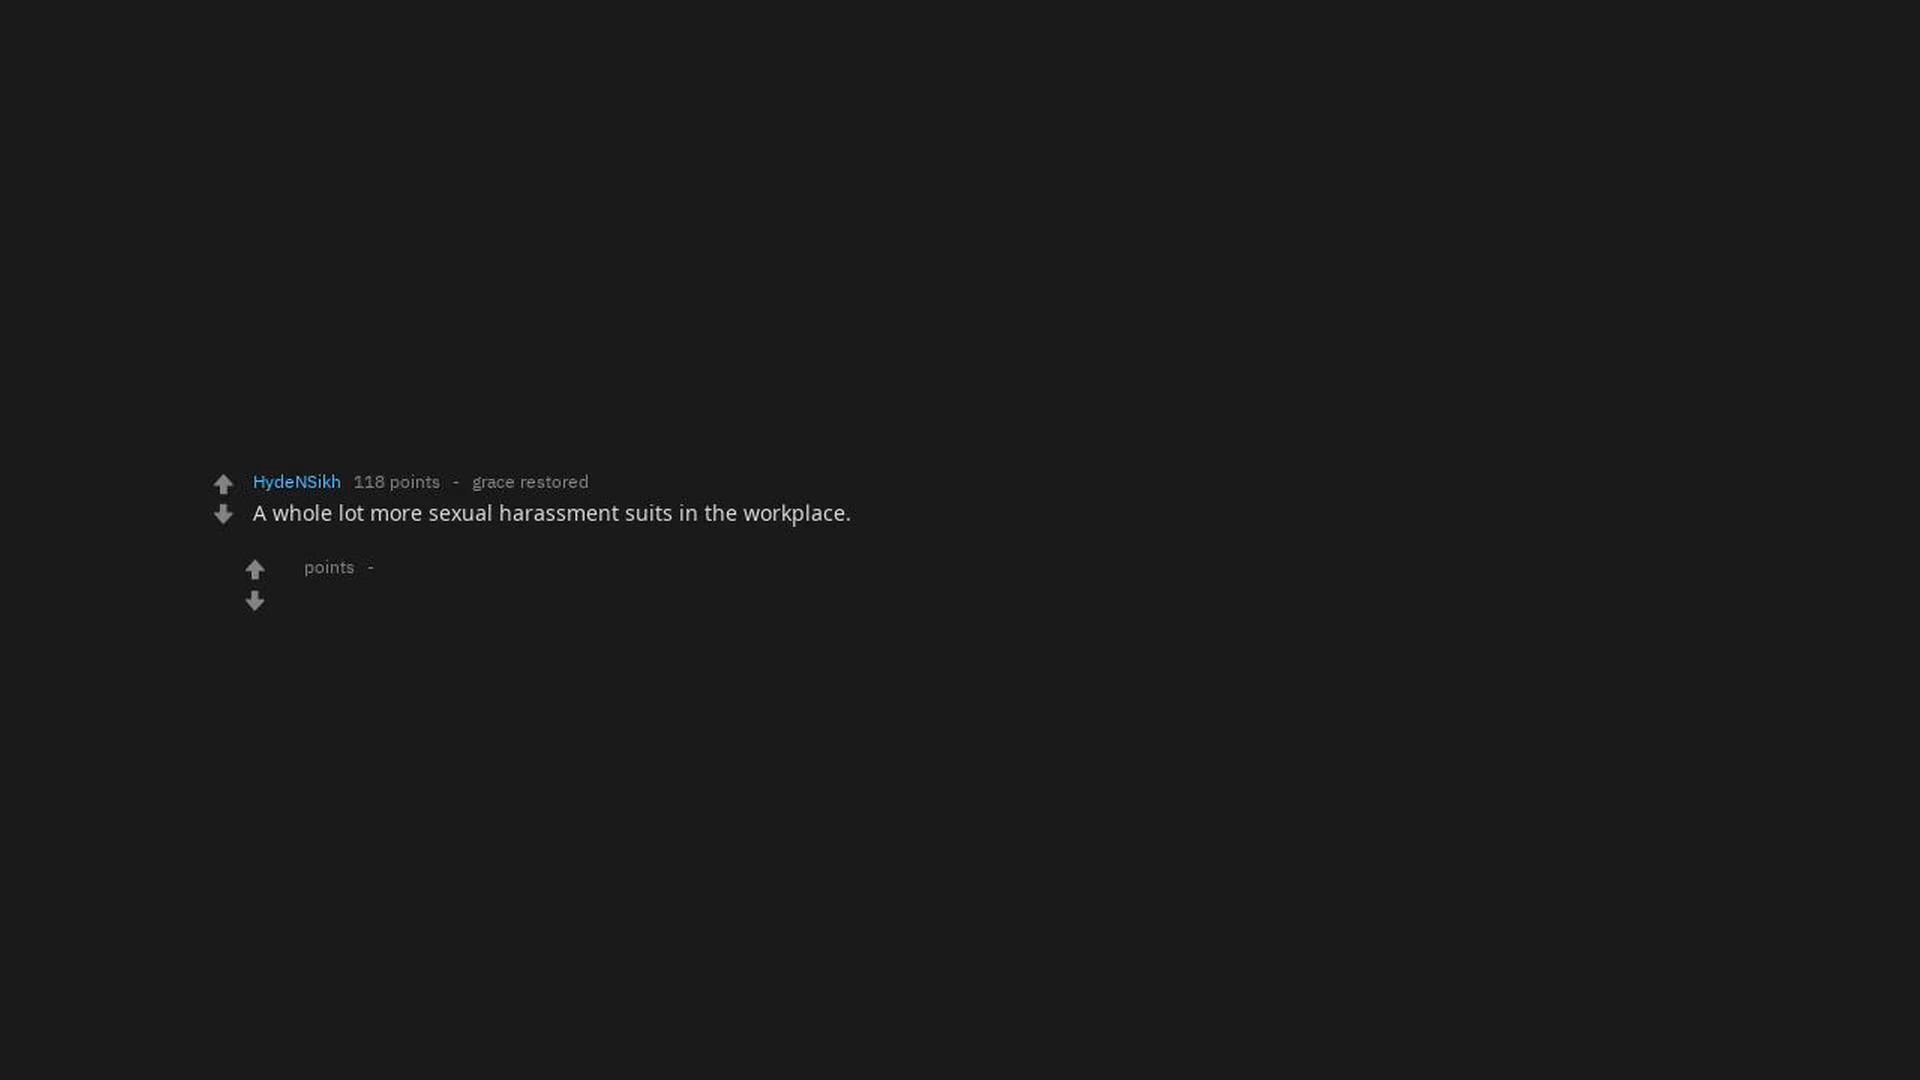 HydeNSikh 118 points - grace restored
A whole lot more sexual harassment suits in the workplace.
points -